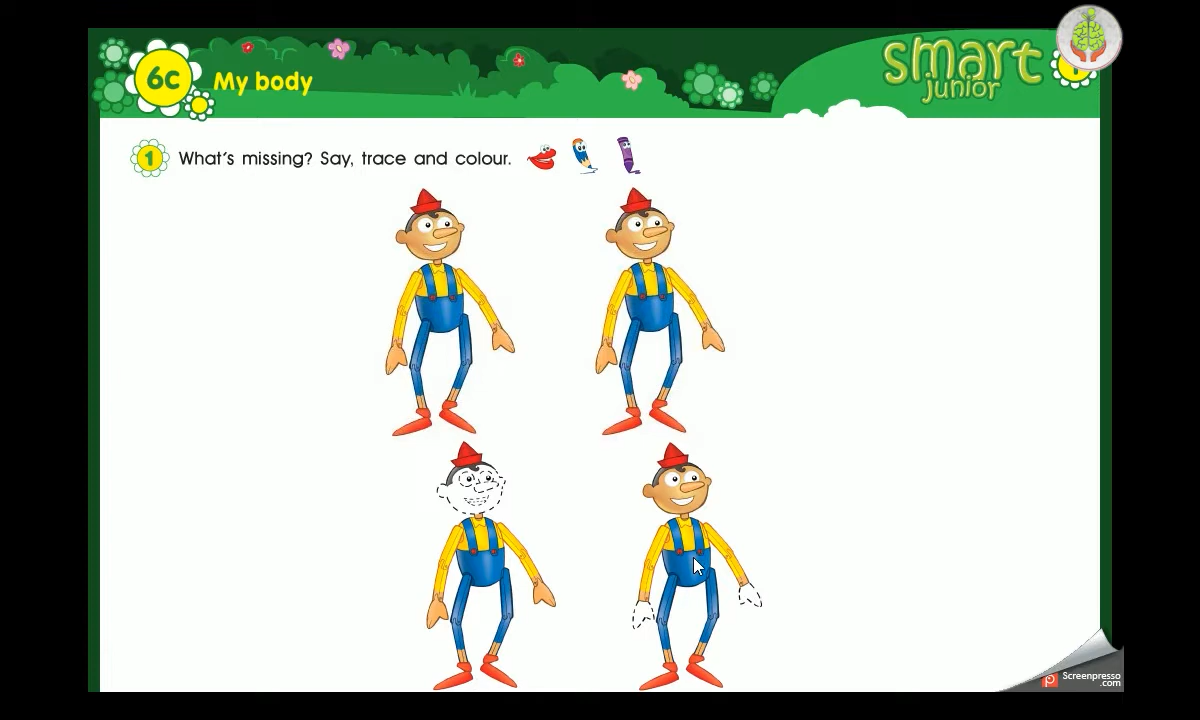 6c My body
smart
junior
1 What's missing? Say, trace and colour.
Screenpresso
.com